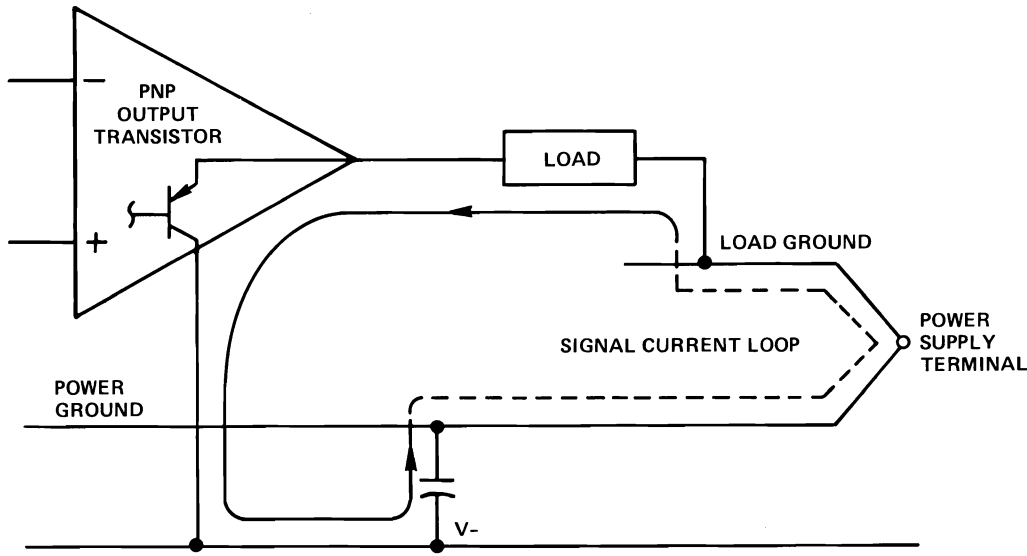 −
PNP
OUTPUT
TRANSISTOR
+
LOAD
LOAD GROUND
SIGNAL CURRENT LOOP
POWER
SUPPLY
TERMINAL
POWER
GROUND
V-